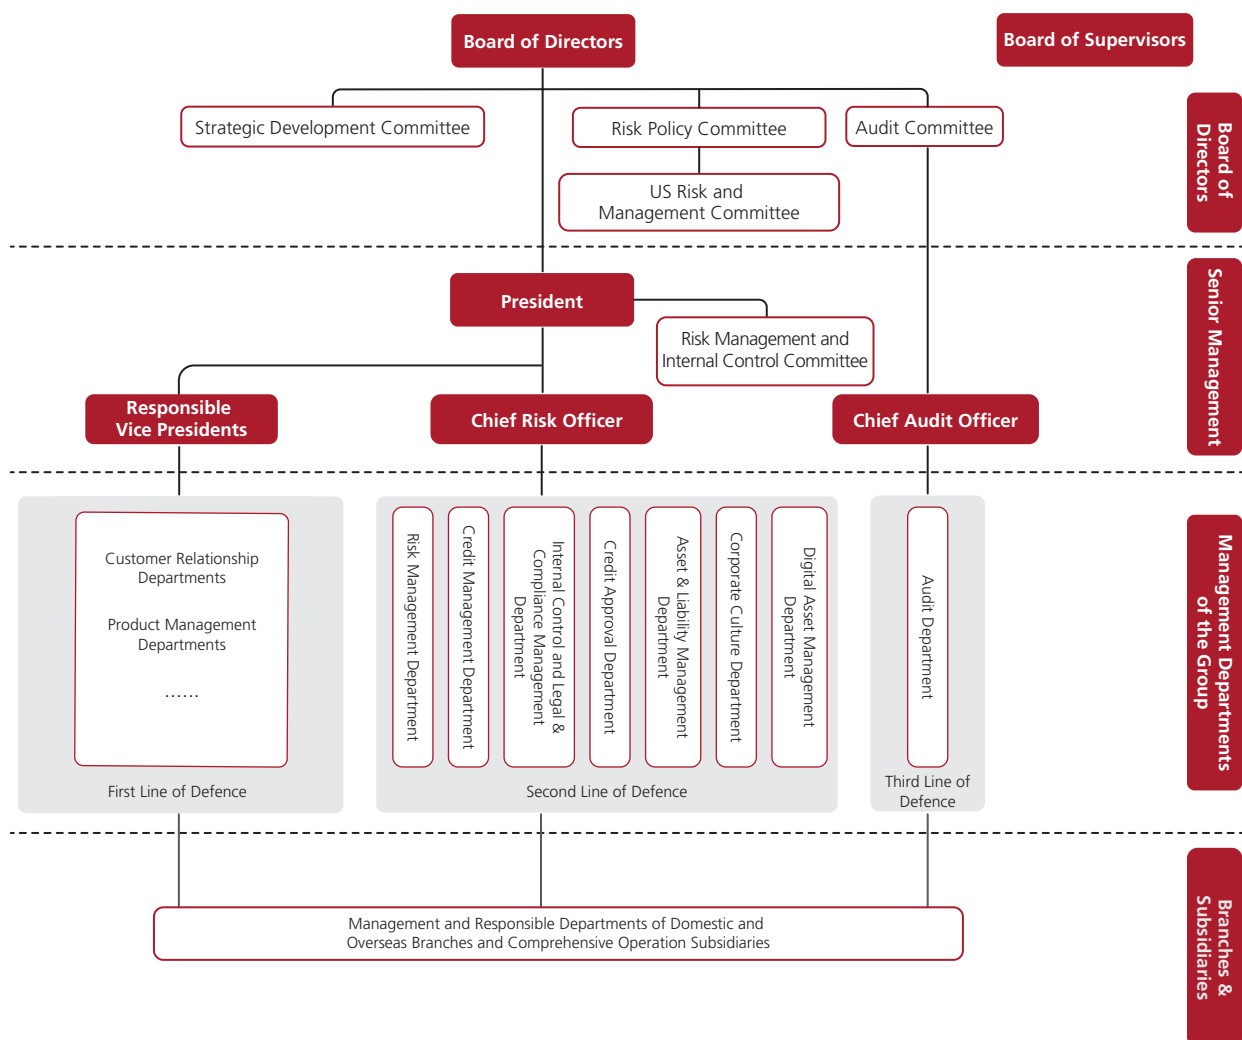 Board of Directors
Board of Supervisors
Strategic Development Committee
Risk Policy Committee
Audit Committee
US Risk and
Management Committee
Board of
Directors
President
Risk Management and
Internal Control Committee
Responsible
Vice Presidents
Chief Risk Officer
Chief Audit Officer
Senior Management
Customer Relationship
Departments
Product Management
Departments
......
First Line of Defence
Risk Management Department
Credit Management Department
Internal Control and Legal &
Compliance Management
Department
Credit Approval Department
Asset & Liability Management
Department
Corporate Culture Department
Digital Asset Management
Department
Second Line of Defence
Audit Department
Third Line of
Defence
Management Departments
of the Group
Management and Responsible Departments of Domestic and
Overseas Branches and Comprehensive Operation Subsidiaries
Branches &
Subsidiaries